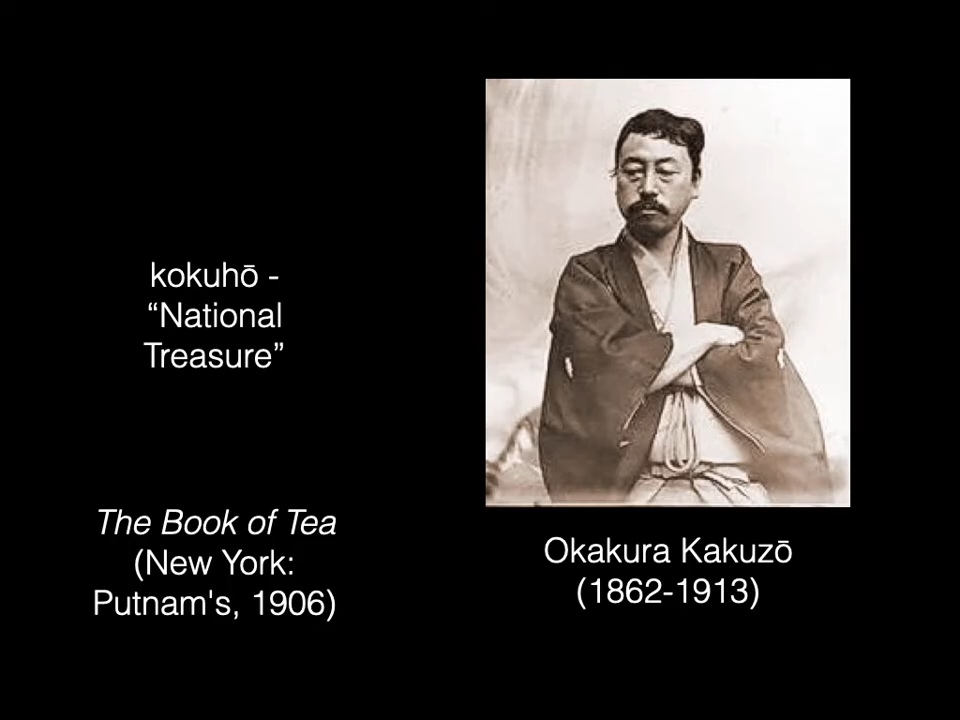 kokuhō -
“National
Treasure”
The Book of Tea
(New York:
Putnam's, 1906)
Okakura Kakuzō
(1862-1913)